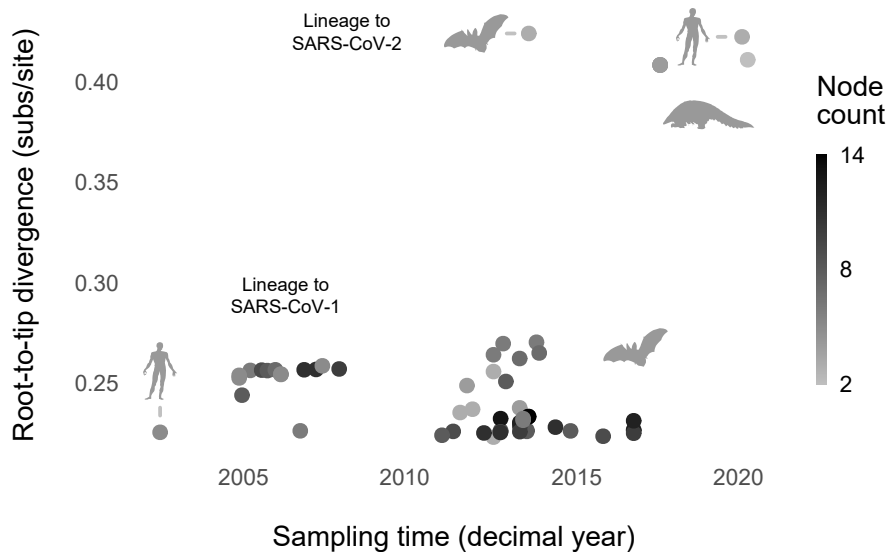 Lineage to
SARS-CoV-2
Root-to-tip divergence (subs/site)
0.40
0.35
0.30
0.25
Lineage to
SARS-CoV-1
Node
count
14
8
2
2005
2010
2015
2020
Sampling time (decimal year)